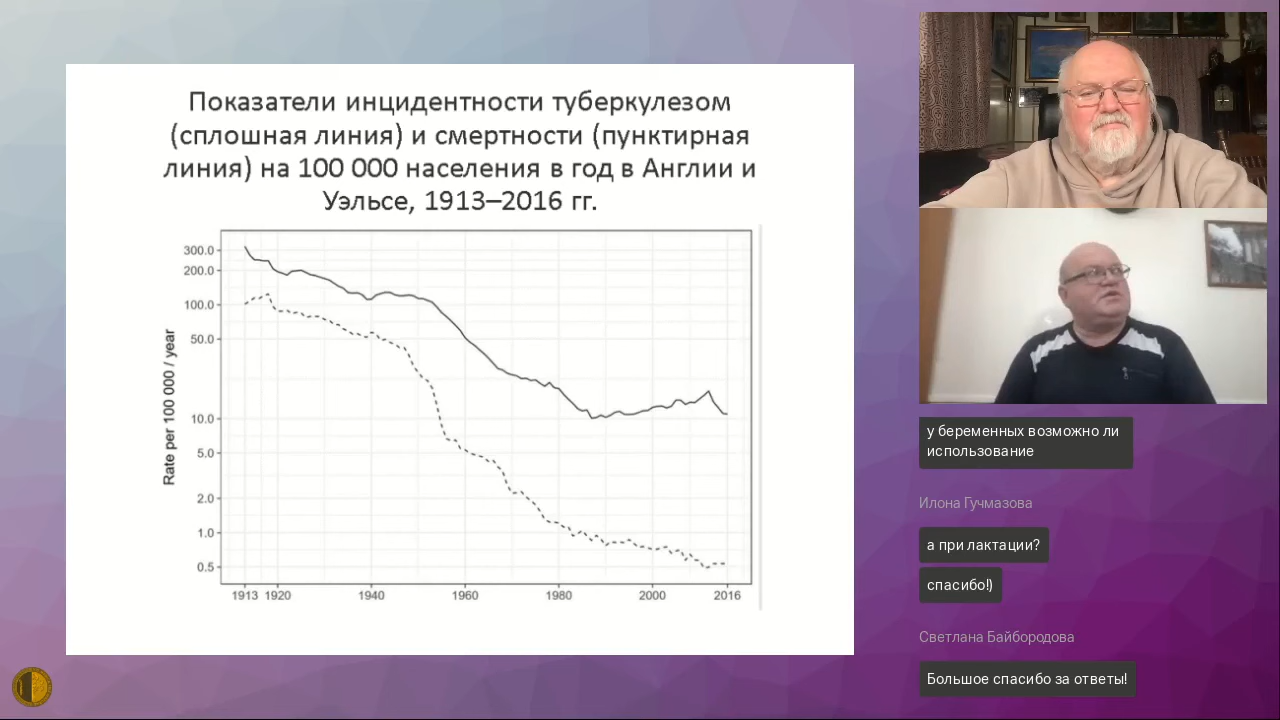 Показатели инцидентности туберкулезом
(сплошная линия) и смертности (пунктирная
линия) на 100 000 населения в год в Англии и
Уэльсе, 1913–2016 гг.
Rate per 100 000 / year
300.0
200.0
100.0
50.0
10.0
5.0
2.0
1.0
0.5
1913 1920 1940 1960 1980 2000 2016
у беременных возможно ли
использование
Илона Гучмазова
а при лактации?
спасибо!)
Светлана Байбородова
Большое спасибо за ответы!